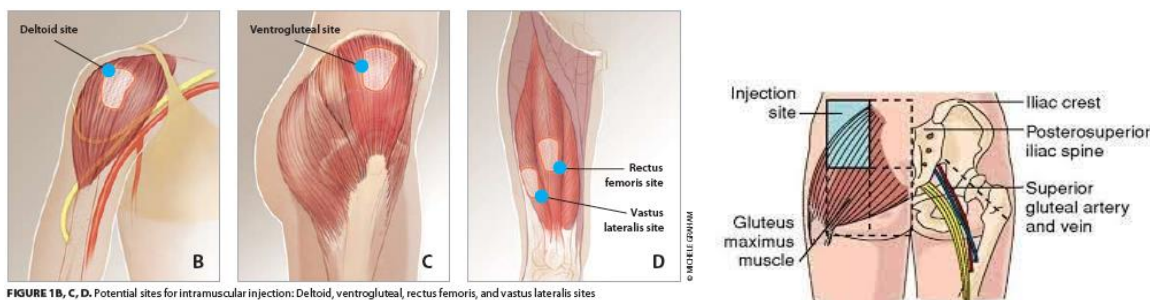 Deltoid site
B
Ventrogluteal site
C
Rectus
femoris site
Vastus
lateralis site
D
© MICHELE GRAHAM
FIGURE 1B, C, D. Potential sites for intramuscular injection: Deltoid, ventrogluteal, rectus femoris, and vastus lateralis sites
Injection
site
Gluteus
maximus
muscle
Iliac crest
Posterosuperior
iliac spine
Superior
gluteal artery
and vein